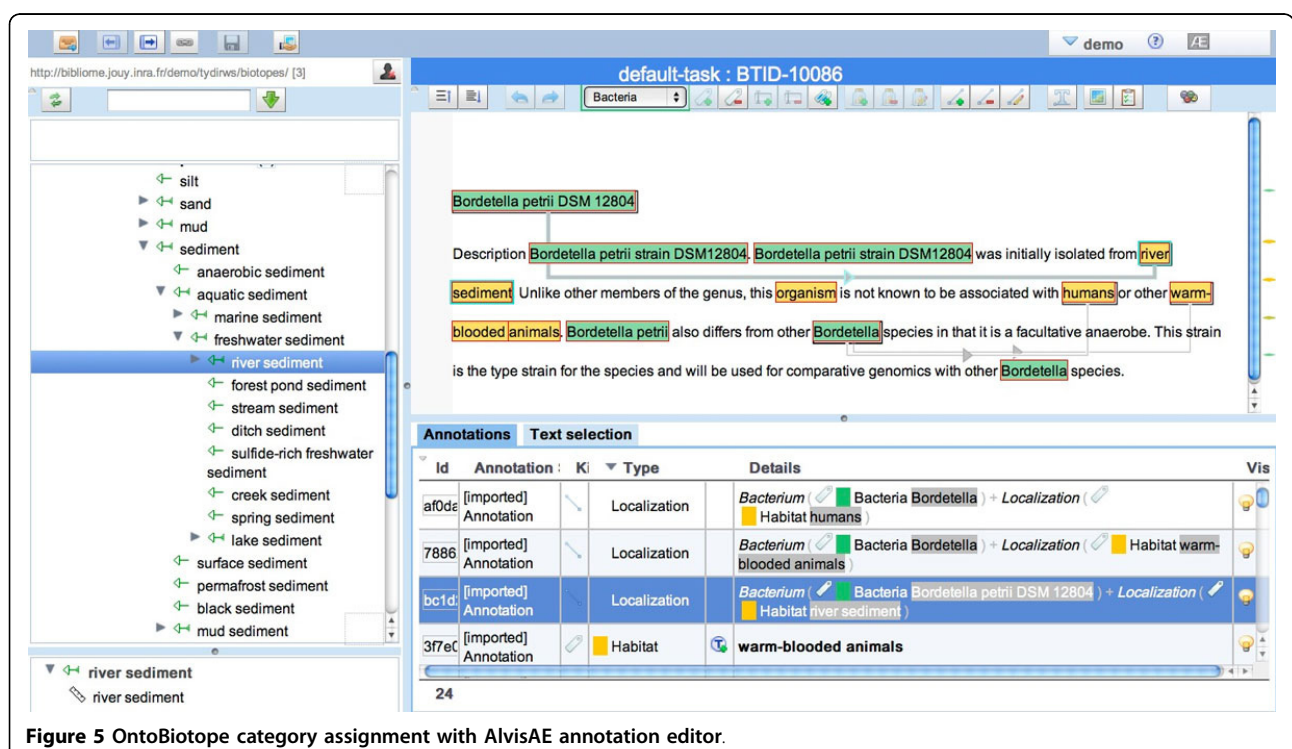 demo
http://bibliome.jouy.inra.fr/demo/tydirws/biotopes/ [3]
default-task : BTID-10086
Bacteria
silt
sand
mud
sediment
anaerobic sediment
aquatic sediment
marine sediment
freshwater sediment
river sediment
forest pond sediment
stream sediment
ditch sediment
sulfide-rich freshwater
sediment
creek sediment
spring sediment
lake sediment
surface sediment
permafrost sediment
black sediment
mud sediment
river sediment
river sediment
Bordetella petrii DSM 12804
Description Bordetella petrii strain DSM12804. Bordetella petrii strain DSM12804 was initially isolated from river
sediment. Unlike other members of the genus, this organism is not known to be associated with humans or other warm-
blooded animals. Bordetella petrii also differs from other Bordetella species in that it is a facultative anaerobe. This strain
is the type strain for the species and will be used for comparative genomics with other Bordetella species.
Annotations Text selection
Id Annotation Ki Type Details Vis
af0da [imported] Annotation Localization Bacterium ( Bacteria Bordetella ) + Localization (
Habitat humans )
7886 [imported] Annotation Localization Bacterium ( Bacteria Bordetella ) + Localization ( Habitat warm-
blooded animals )
bc1d [imported] Annotation Localization Bacterium ( Bacteria Bordetella petrii DSM 12804 ) + Localization (
Habitat river sediment )
3f7e0 [imported] Annotation Habitat warm-blooded animals
24
Figure 5 OntoBiotope category assignment with AlvisAE annotation editor.